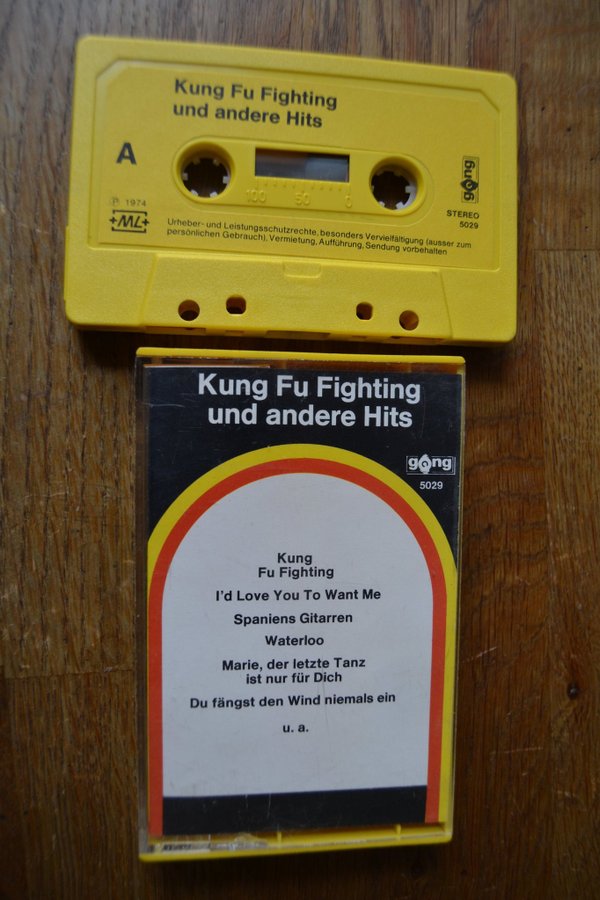 Kung Fu Fighting
und andere Hits
A
gong
100 50 0
℗ 1974
STEREO
5029
Urheber- und Leistungsschutzrechte, besonders Vervielfältigung (ausser zum
persönlichen Gebrauch), Vermietung, Aufführung, Sendung vorbehalten
Kung Fu Fighting
und andere Hits
gong
5029
Kung
Fu Fighting
I'd Love You To Want Me
Spaniens Gitarren
Waterloo
Marie, der letzte Tanz
ist nur für Dich
Du fängst den Wind niemals ein
u. a.